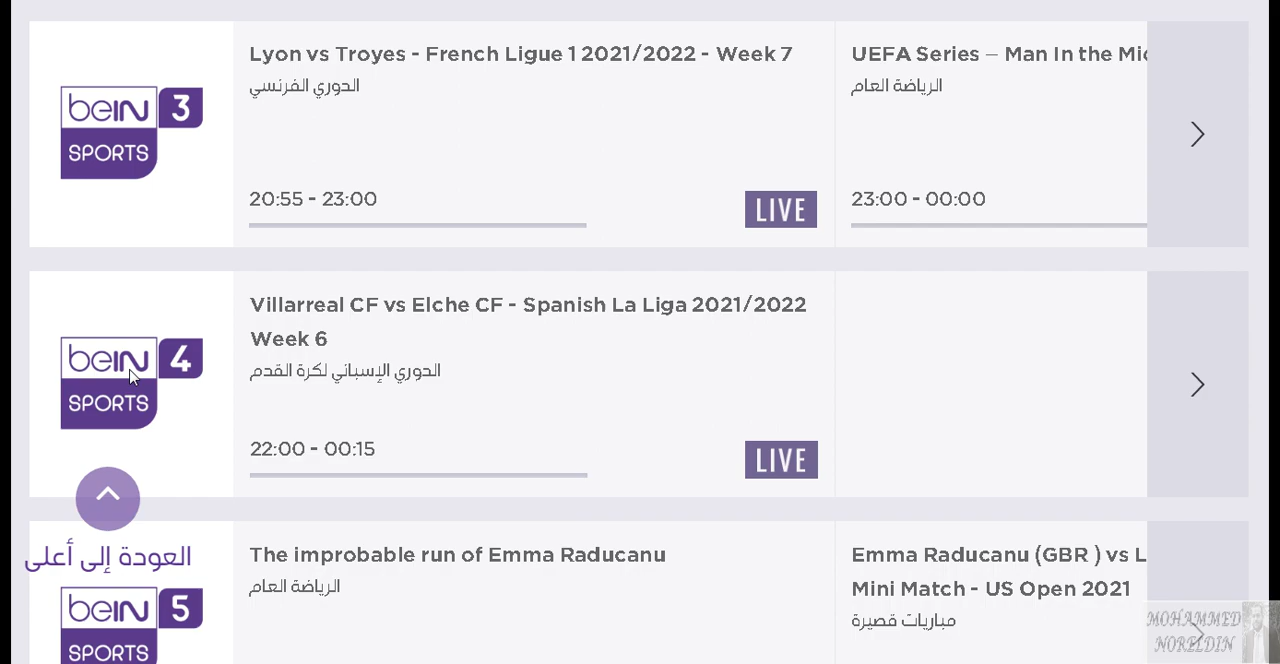 beIN 3
SPORTS
Lyon vs Troyes - French Ligue 1 2021/2022 - Week 7
الدوري الفرنسي
20:55 - 23:00
LIVE
UEFA Series – Man In the Mid
الرياضة العام
23:00 - 00:00
beIN 4
SPORTS
Villarreal CF vs Elche CF - Spanish La Liga 2021/2022
Week 6
الدوري الإسباني لكرة القدم
22:00 - 00:15
LIVE
العودة إلى أعلى
beIN 5
SPORTS
The improbable run of Emma Raducanu
الرياضة العام
Emma Raducanu (GBR ) vs L
Mini Match - US Open 2021
مباريات قصيرة
MOHAMMED
NORELDIN